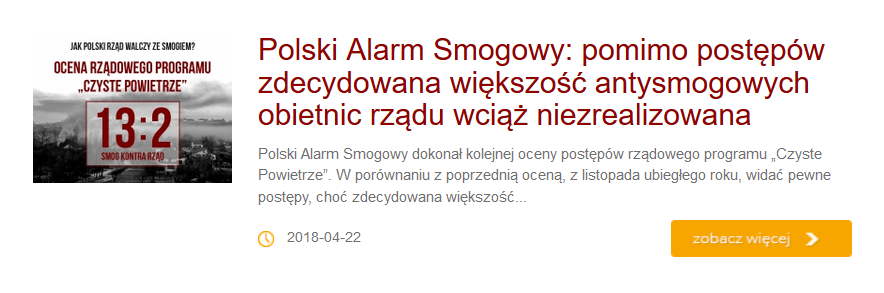 JAK POLSKI RZĄD WALCZY ZE SMOGIEM?
OCENA RZĄDOWEGO PROGRAMU
„CZYSTE POWIETRZE”
13:2
SMOG KONTRA RZĄD
Polski Alarm Smogowy: pomimo postępów
zdecydowana większość antysmogowych
obietnic rządu wciąż niezrealizowana
Polski Alarm Smogowy dokonał kolejnej oceny postępów rządowego programu „Czyste
Powietrze”. W porównaniu z poprzednią oceną, z listopada ubiegłego roku, widać pewne
postępy, choć zdecydowana większość...
2018-04-22
zobacz więcej